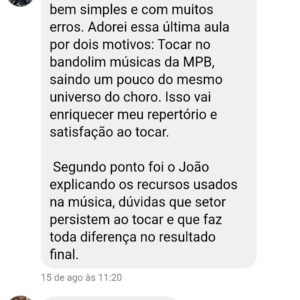 bem simples e com muitos
erros. Adorei essa última aula
por dois motivos: Tocar no
bandolim músicas da MPB,
saindo um pouco do mesmo
universo do choro. Isso vai
enriquecer meu repertório e
satisfação ao tocar.
Segundo ponto foi o João
explicando os recursos usados
na música, dúvidas que setor
persistem ao tocar e que faz
toda diferença no resultado
final.
15 de ago às 11:20